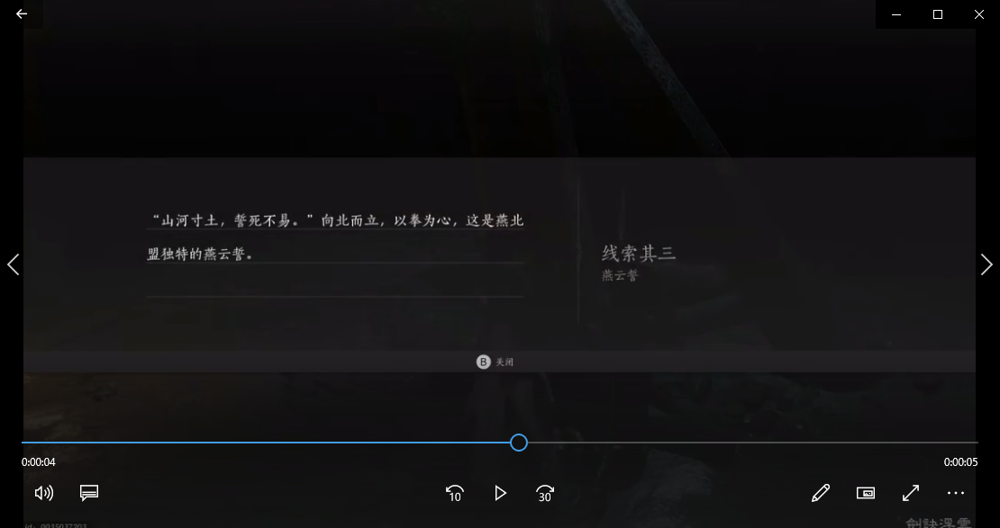 “山河寸土，誓死不易。”向北而立，以拳为心，这是燕北
盟独特的燕云誓。
线索其三
燕云誓
B 关闭
0:00:04
0:00:05
10
30
id: 0035037203